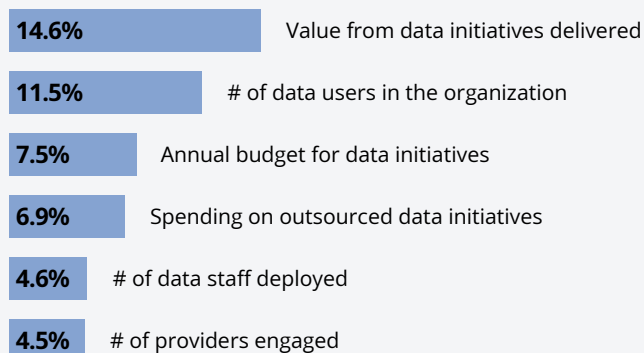 14.6% Value from data initiatives delivered
11.5% # of data users in the organization
7.5% Annual budget for data initiatives
6.9% Spending on outsourced data initiatives
4.6% # of data staff deployed
4.5% # of providers engaged